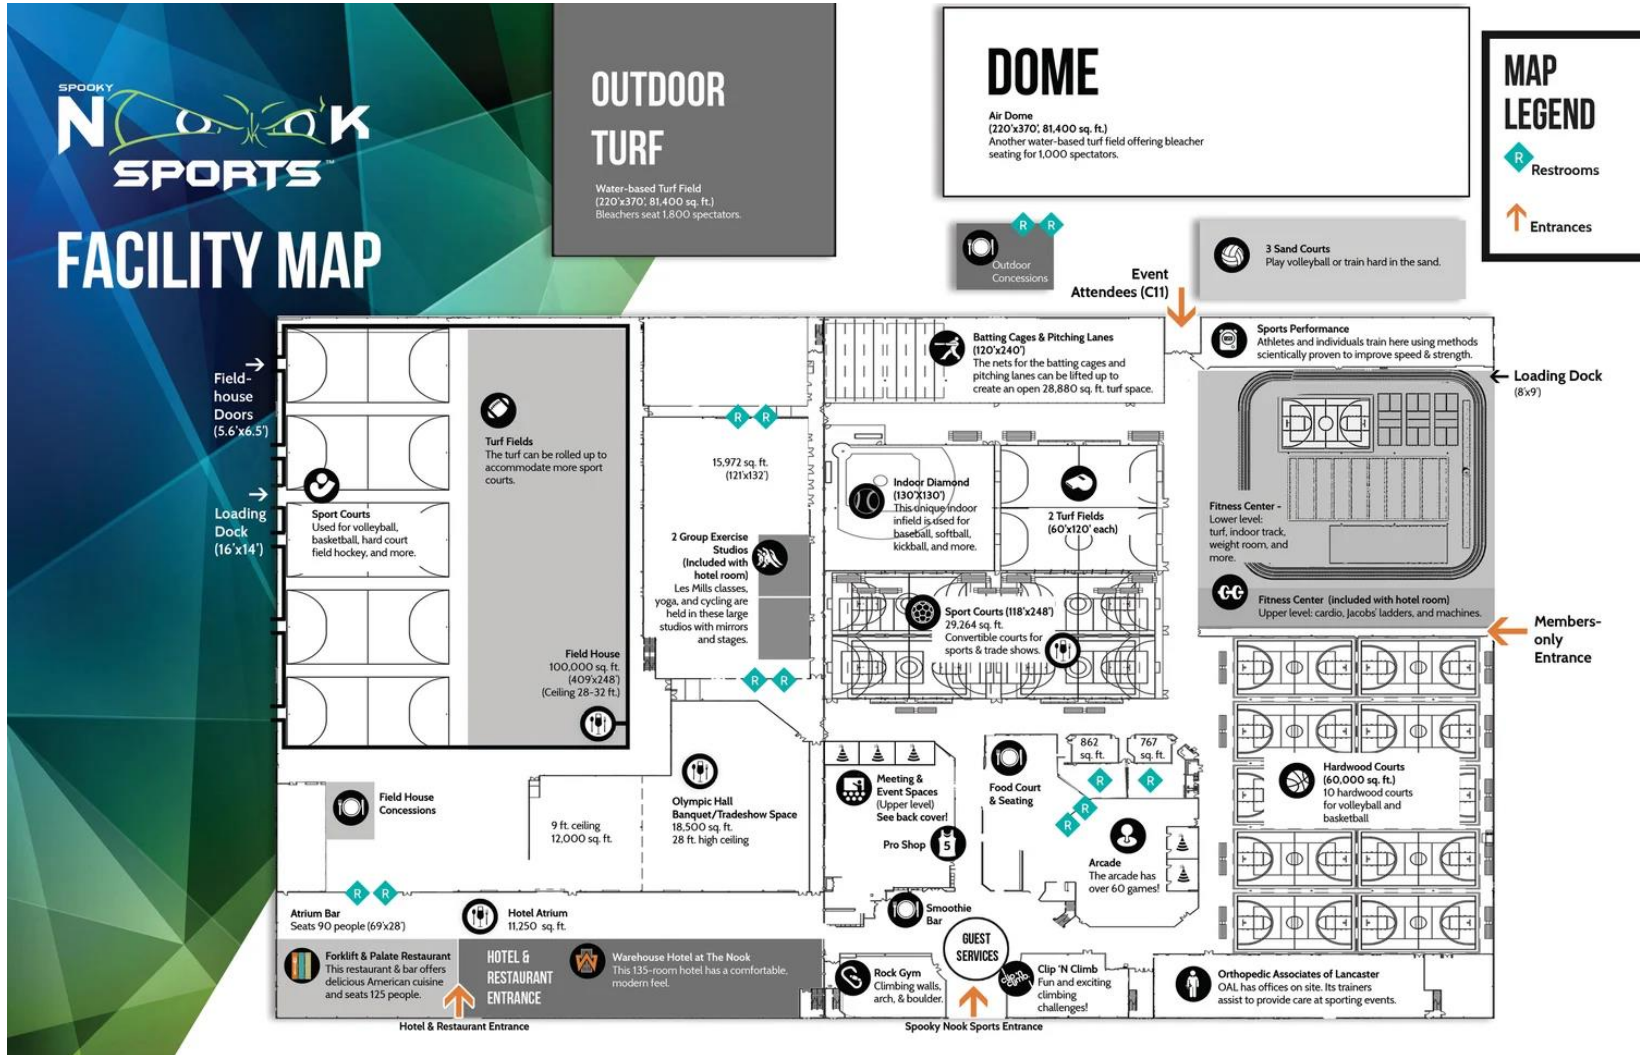 SPOOKY
NOOK
SPORTS™
FACILITY MAP
OUTDOOR
TURF
Water-based Turf Field
(220'x370', 81,400 sq. ft.)
Bleachers seat 1,800 spectators.
DOME
Air Dome
(220'x370', 81,400 sq. ft.)
Another water-based turf field offering bleacher
seating for 1,000 spectators.
MAP
LEGEND
R
Restrooms
Entrances
R R
Outdoor
Concessions
3 Sand Courts
Play volleyball or train hard in the sand.
Event
Attendees (C11)
Field-
house
Doors
(5.6'x6.5')
Loading
Dock
(16'x14')
Turf Fields
The turf can be rolled up to
accommodate more sport
courts.
Sport Courts
Used for volleyball,
basketball, hard court
field hockey, and more.
Field House
100,000 sq. ft.
(409'x248')
(Ceiling 28-32 ft.)
R R
15,972 sq. ft.
(121'x132')
2 Group Exercise
Studios
(Included with
hotel room)
Les Mills classes,
yoga, and cycling are
held in these large
studios with mirrors
and stages.
R R
Batting Cages & Pitching Lanes
(120'x240')
The nets for the batting cages and
pitching lanes can be lifted up to
create an open 28,880 sq. ft. turf space.
Indoor Diamond
(130'X130')
This unique indoor
infield is used for
baseball, softball,
kickball, and more.
2 Turf Fields
(60'x120' each)
Sport Courts (118'x248')
29,264 sq. ft.
Convertible courts for
sports & trade shows.
Sports Performance
Athletes and individuals train here using methods
scientifically proven to improve speed & strength.
Loading Dock
(8'x9')
Fitness Center -
Lower level:
turf, indoor track,
weight room, and
more.
Fitness Center (included with hotel room)
Upper level: cardio, Jacobs' ladders, and machines.
Members-
only
Entrance
Hardwood Courts
(60,000 sq. ft.)
10 hardwood courts
for volleyball and
basketball
Field House
Concessions
9 ft. ceiling
12,000 sq. ft.
Olympic Hall
Banquet/Tradeshow Space
18,500 sq. ft.
28 ft. high ceiling
Meeting &
Event Spaces
(Upper level)
See back cover!
Pro Shop
5
Food Court
& Seating
862
sq. ft.
767
sq. ft.
R R
R
R
Arcade
The arcade has
over 60 games!
Smoothie
Bar
R R
Atrium Bar
Seats 90 people (69'x28')
Hotel Atrium
11,250 sq. ft.
Forklift & Palate Restaurant
This restaurant & bar offers
delicious American cuisine
and seats 125 people.
HOTEL &
RESTAURANT
ENTRANCE
Warehouse Hotel at The Nook
This 135-room hotel has a comfortable,
modern feel.
Rock Gym
Climbing walls,
arch, & boulder.
GUEST
SERVICES
clip 'n
climb
Clip 'N Climb
Fun and exciting
climbing
challenges!
Orthopedic Associates of Lancaster
OAL has offices on site. Its trainers
assist to provide care at sporting events.
Hotel & Restaurant Entrance
Spooky Nook Sports Entrance